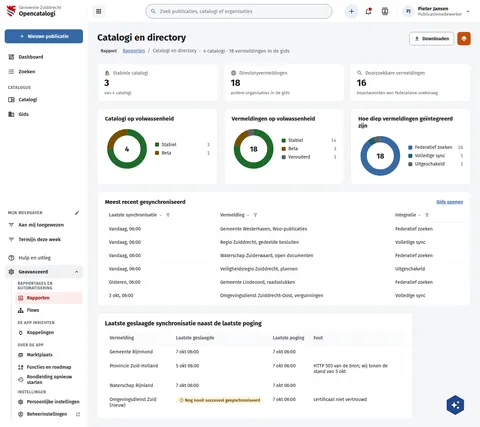 Gemeente Zuiddrecht
Opencatalogi
Zoek publicaties, catalogi of organisaties.
PJ
Pieter Jansen
Publicatiemedewerker
+ Nieuwe publicatie
Dashboard
Zoeken
CATALOGUS
Catalogi
Gids
MIJN WEERGAVEN
Aan mij toegewezen
Termijn deze week
Hulp en uitleg
Geavanceerd
RAPPORTAGES EN
AUTOMATISERING
Rapporten
Flows
DE APP INRICHTEN
Koppelingen
OVER DE APP
Marktplaats
Functies en roadmap
Rondleiding opnieuw
starten
INSTELLINGEN
Persoonlijke instellingen
Beheerinstellingen
Catalogi en directory
Rapport Rapporten / Catalogi en directory · 4 catalogi · 18 vermeldingen in de gids
Downloaden
Stabiele catalogi
3
van 4 catalogi
Directoryvermeldingen
18
andere organisaties in de gids
Doorzoekbare vermeldingen
16
beantwoorden een federatieve zoekvraag
Catalogi op volwassenheid
4
Stabiel 3
Beta 1
Vermeldingen op volwassenheid
18
Stabiel 14
Beta 3
Verouderd 1
Hoe diep vermeldingen geïntegreerd
zijn
18
Federatief zoeken 16
Volledige sync 1
Uitgeschakeld 1
Meest recent gesynchroniseerd
Gids openen
Laatste synchronisatie Vermelding Integratie
Vandaag, 06:00 Gemeente Westerhaven, Woo-publicaties Federatief zoeken
Vandaag, 06:00 Regio Zuiddrecht, gedeelde besluiten Volledige sync
Vandaag, 06:00 Waterschap Zuiderwaard, open documenten Federatief zoeken
Vandaag, 06:00 Veiligheidsregio Zuiddrecht, plannen Uitgeschakeld
Gisteren, 06:00 Gemeente Lindenoord, raadsstukken Federatief zoeken
3 okt, 06:00 Omgevingsdienst Zuiddrecht-Oost, vergunningen Volledige sync
Laatste geslaagde synchronisatie naast de laatste poging
Vermelding Laatste geslaagde Laatste poging Fout
Gemeente Rijnmond 7 okt 06:00 7 okt 06:00
Provincie Zuid-Holland 5 okt 06:00 7 okt 06:00 HTTP 503 van de bron; wij tonen de
stand van 5 okt
Waterschap Rijnland 7 okt 06:00 7 okt 06:00
Omgevingsdienst Zuid
(nieuw) Nog nooit succesvol gesynchroniseerd 7 okt 06:00 certificaat niet vertrouwd